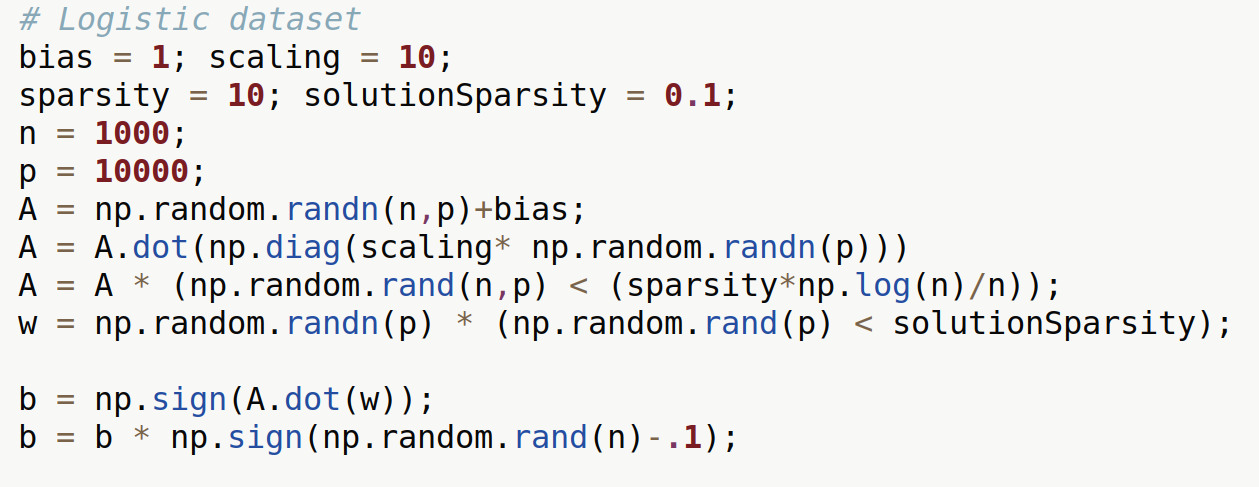 # Logistic dataset
bias = 1; scaling = 10;
sparsity = 10; solutionSparsity = 0.1;
n = 1000;
p = 10000;
A = np.random.randn(n,p)+bias;
A = A.dot(np.diag(scaling* np.random.randn(p)))
A = A * (np.random.rand(n,p) < (sparsity*np.log(n)/n));
w = np.random.randn(p) * (np.random.rand(p) < solutionSparsity);
b = np.sign(A.dot(w));
b = b * np.sign(np.random.rand(n)-.1);